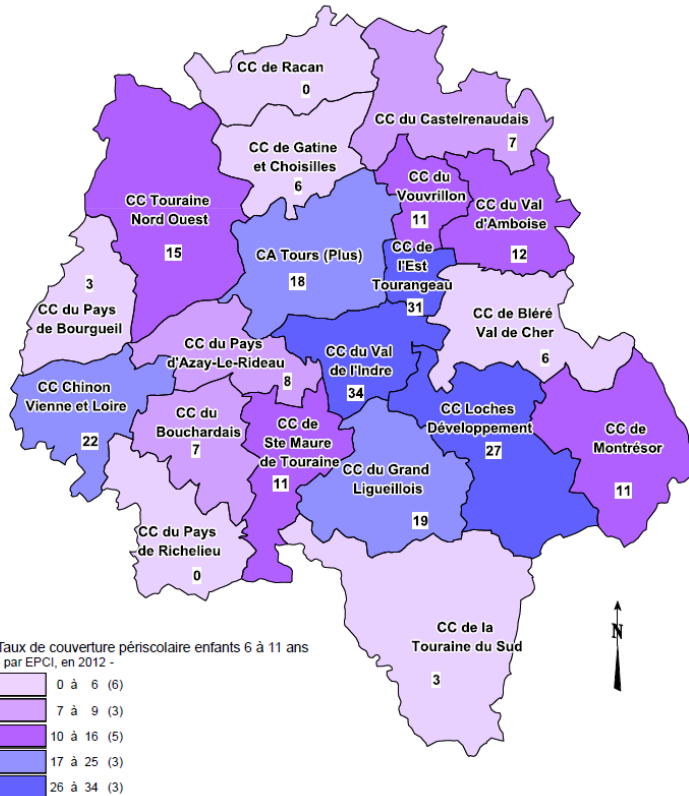 CC de Racan
0
CC du Castelrenaudais
7
CC de Gatine
et Choisilles
6
CC du
Vouvrillon
11
CC du Val
d'Amboise
12
CC Touraine
Nord Ouest
15
CA Tours (Plus)
18
CC de
l'Est
Tourangeau
31
3
CC du Pays
de Bourgueil
CC de Bléré
Val de Cher
6
CC du Pays
d'Azay-Le-Rideau
8
CC du Val
de l'Indre
34
CC Chinon
Vienne et Loire
22
CC du
Bouchardais
7
CC de
Ste Maure
de Touraine
11
CC Loches
Développement
27
CC de
Montrésor
11
CC du Grand
Ligueillois
19
CC du Pays
de Richelieu
0
CC de la
Touraine du Sud
3
N
Taux de couverture périscolaire enfants 6 à 11 ans
par EPCI, en 2012 -
0 à 6 (6)
7 à 9 (3)
10 à 16 (5)
17 à 25 (3)
26 à 34 (3)